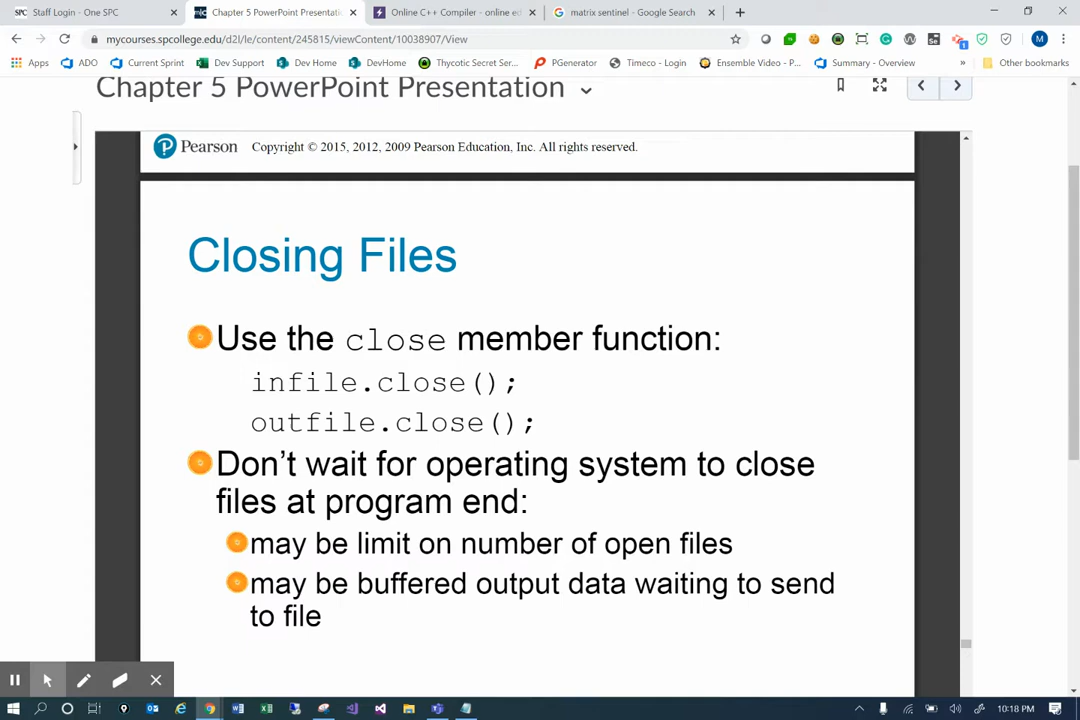 SPC Staff Login - One SPC
Chapter 5 PowerPoint Presentati
Online C++ Compiler - online ed
matrix sentinel - Google Search
mycourses.spcollege.edu/d2l/le/content/245815/viewContent/10038907/View
Apps ADO Current Sprint Dev Support Dev Home DevHome Thycotic Secret Ser... PGenerator Timeco - Login Ensemble Video - P... Summary - Overview » Other bookmarks
Chapter 5 PowerPoint Presentation
Pearson Copyright © 2015, 2012, 2009 Pearson Education, Inc. All rights reserved.
Closing Files
Use the close member function:
infile.close();
outfile.close();
Don't wait for operating system to close
files at program end:
may be limit on number of open files
may be buffered output data waiting to send
to file
10:18 PM